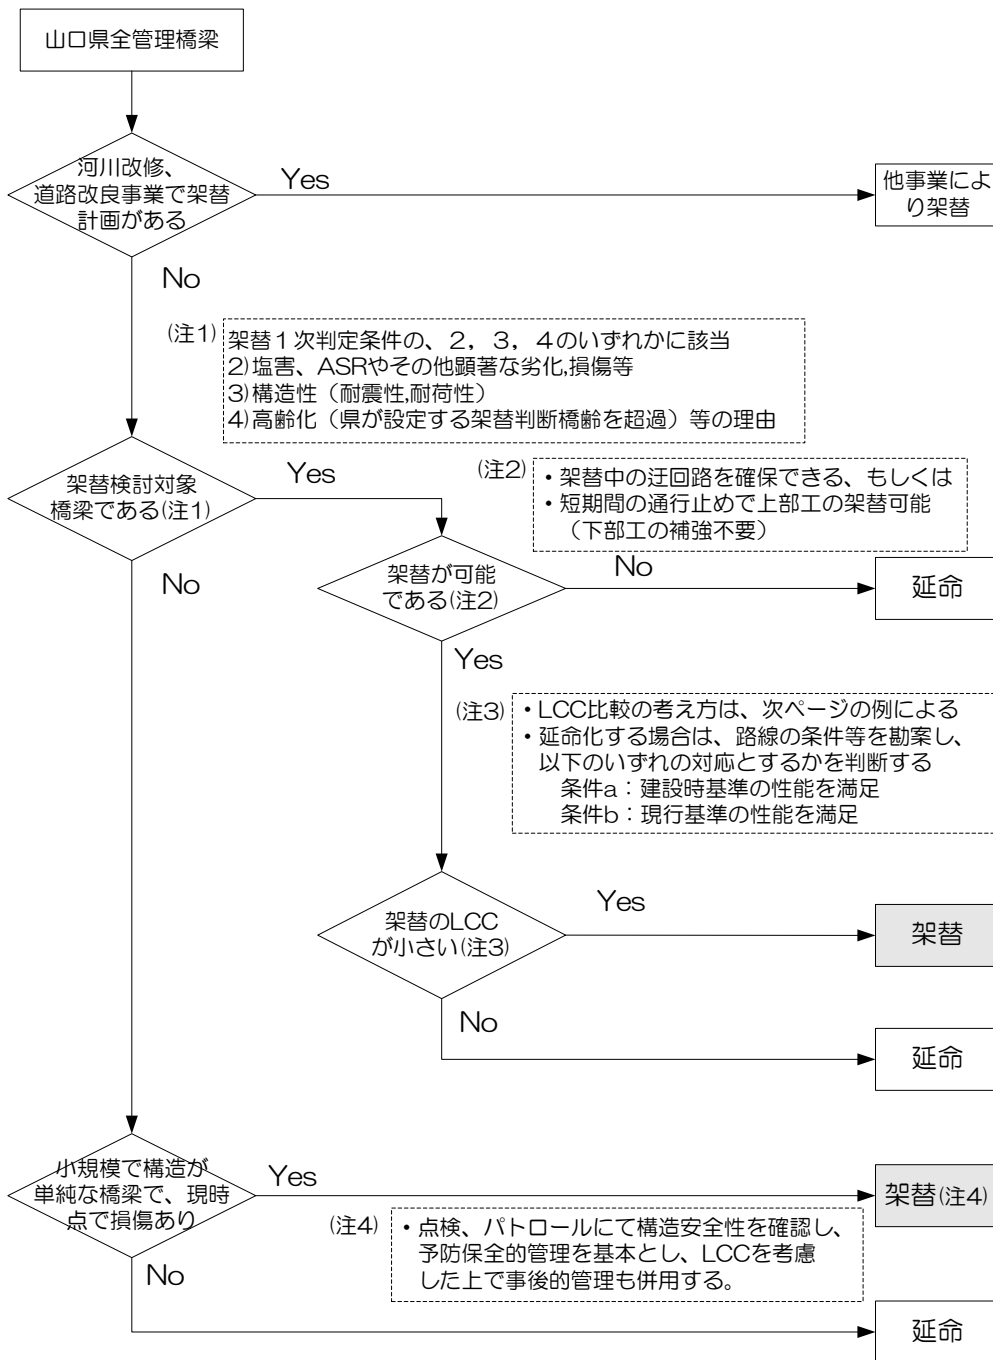 山口県全管理橋梁
河川改修、
道路改良事業で架替
計画がある
Yes
他事業によ
り架替
No
(注1)
架替1次判定条件の、2，3，4のいずれかに該当
2)塩害、ASRやその他顕著な劣化,損傷等
3)構造性（耐震性,耐荷性）
4)高齢化（県が設定する架替判断橋齢を超過）等の理由
架替検討対象
橋梁である(注1)
Yes
(注2)
・架替中の迂回路を確保できる、もしくは
・短期間の通行止めで上部工の架替可能
（下部工の補強不要）
No
架替が可能
である(注2)
No
延命
Yes
(注3)
・LCC比較の考え方は、次ページの例による
・延命化する場合は、路線の条件等を勘案し、
以下のいずれの対応とするかを判断する
条件a：建設時基準の性能を満足
条件b：現行基準の性能を満足
架替のLCC
が小さい(注3)
Yes
架替
No
延命
小規模で構造が
単純な橋梁で、現時
点で損傷あり
Yes
架替(注4)
(注4)
・点検、パトロールにて構造安全性を確認し、
予防保全的管理を基本とし、LCCを考慮
した上で事後的管理も併用する。
No
延命